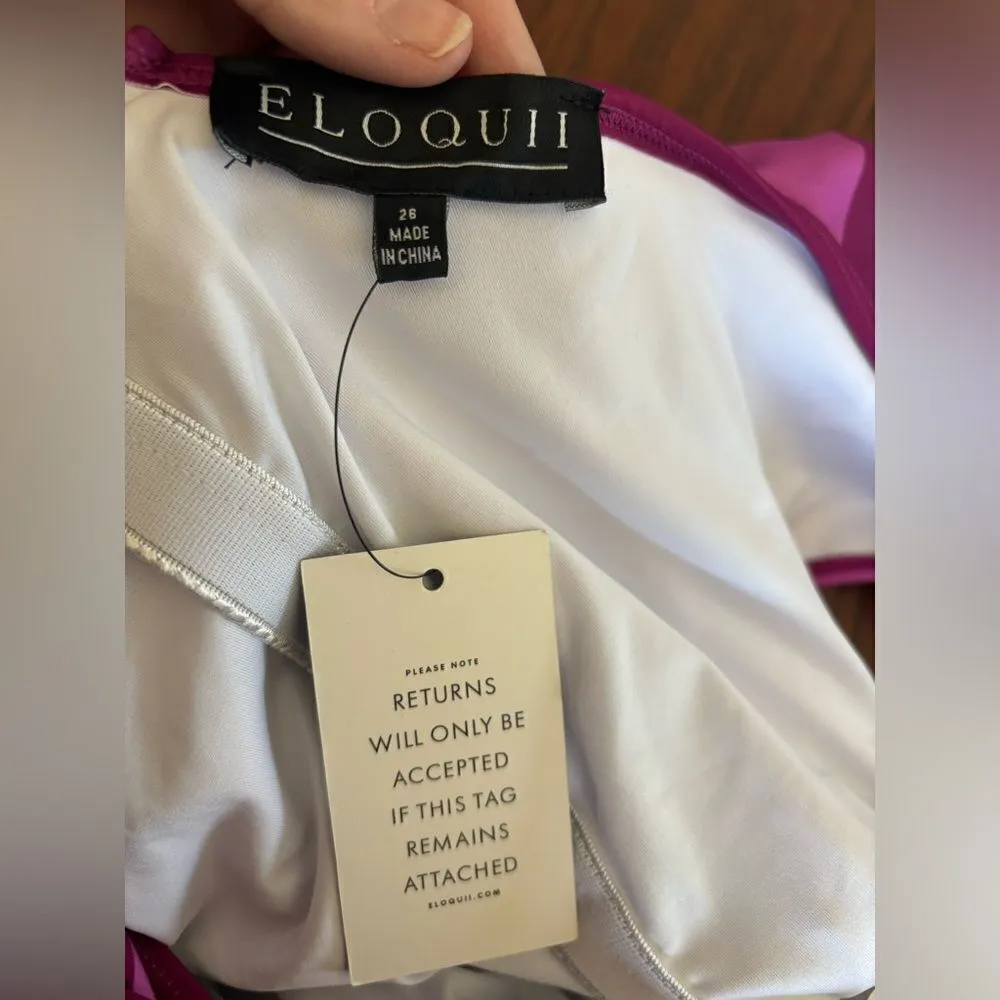 ELOQUII
26
MADE
IN CHINA
PLEASE NOTE
RETURNS
WILL ONLY BE
ACCEPTED
IF THIS TAG
REMAINS
ATTACHED
ELOQUII.COM